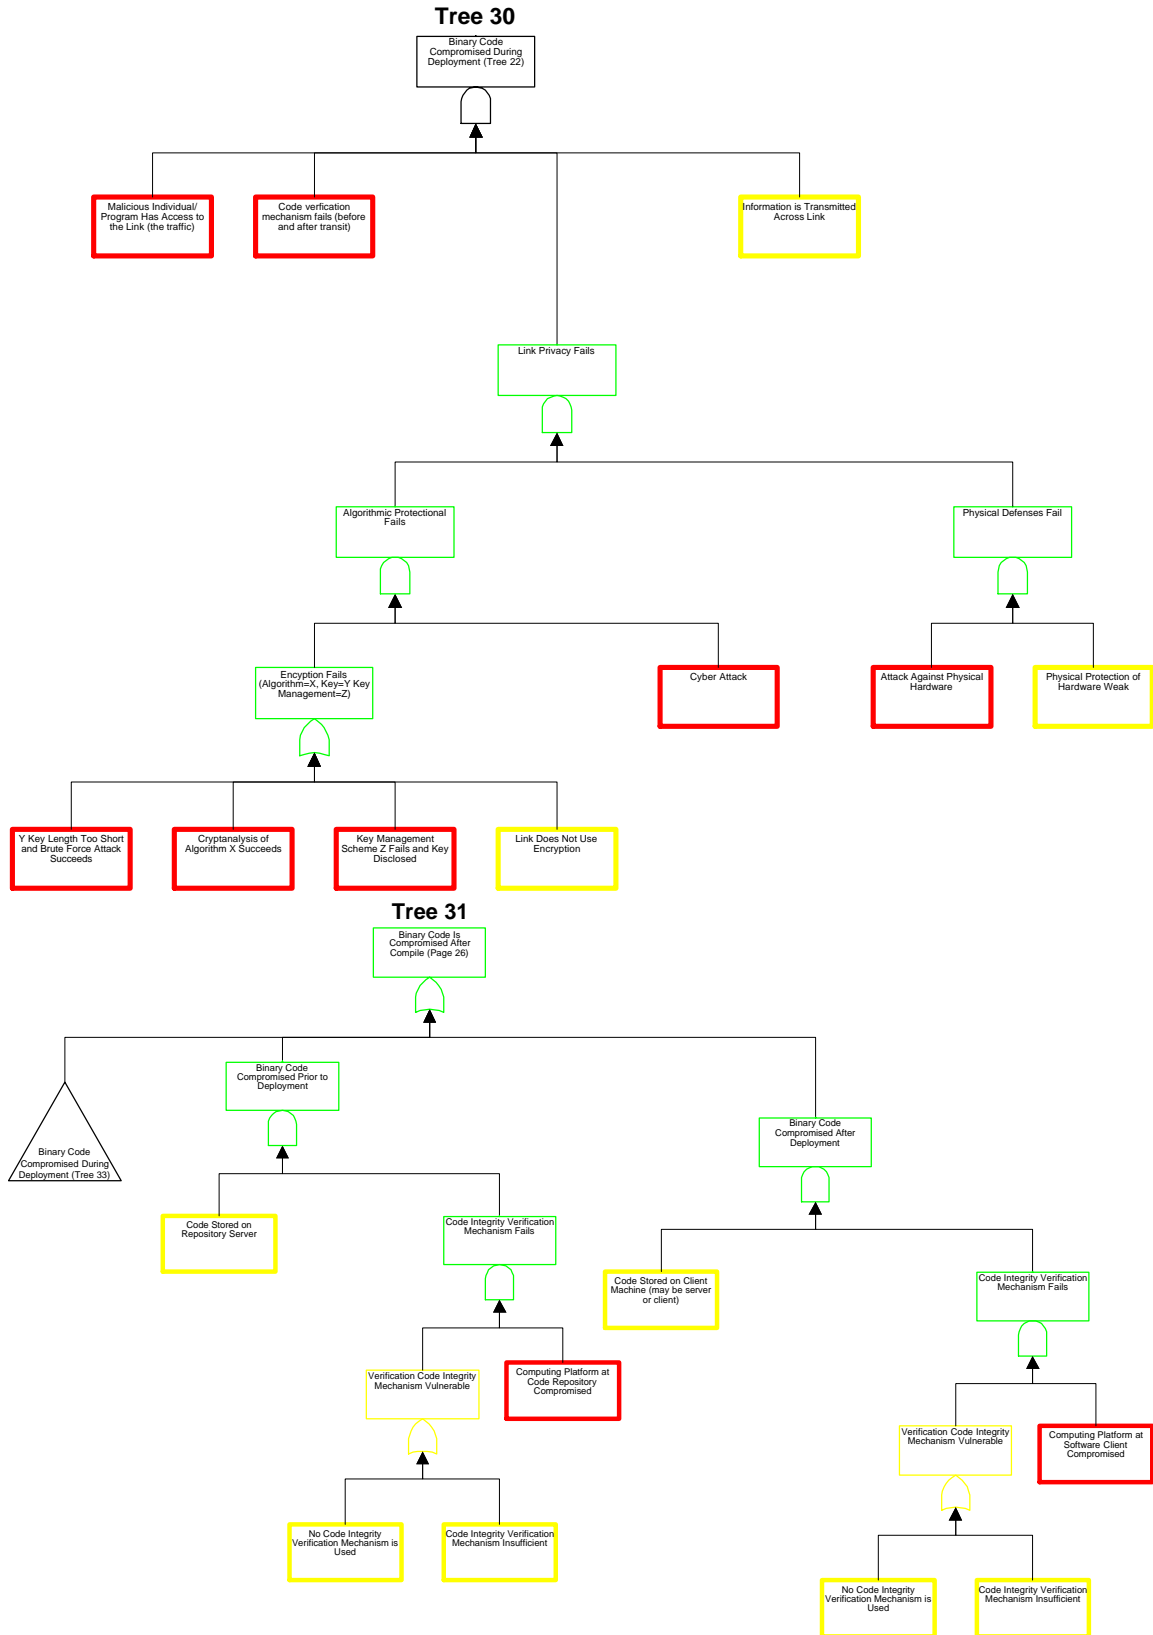 Tree 30
Binary Code
Compromised During
Deployment (Tree 22)
Malicious Individual/
Program Has Access to
the Link (the traffic)
Code verfication
mechanism fails (before
and after transit)
Information is Transmitted
Across Link
Link Privacy Fails
Algorithmic Protectional
Fails
Physical Defenses Fail
Encyption Fails
(Algorithm=X, Key=Y Key
Management=Z)
Cyber Attack
Attack Against Physical
Hardware
Physical Protection of
Hardware Weak
Y Key Length Too Short
and Brute Force Attack
Succeeds
Cryptanalysis of
Algorithm X Succeeds
Key Management
Scheme Z Fails and Key
Disclosed
Link Does Not Use
Encryption
Tree 31
Binary Code Is
Compromised After
Compile (Page 26)
Binary Code
Compromised During
Deployment (Tree 33)
Binary Code
Compromised Prior to
Deployment
Binary Code
Compromised After
Deployment
Code Stored on
Repository Server
Code Integrity Verification
Mechanism Fails
Code Stored on Client
Machine (may be server
or client)
Code Integrity Verification
Mechanism Fails
Verification Code Integrity
Mechanism Vulnerable
Computing Platform at
Code Repository
Compromised
Verification Code Integrity
Mechanism Vulnerable
Computing Platform at
Software Client
Compromised
No Code Integrity
Verification Mechanism is
Used
Code Integrity Verification
Mechanism Insufficient
No Code Integrity
Verification Mechanism is
Used
Code Integrity Verification
Mechanism Insufficient